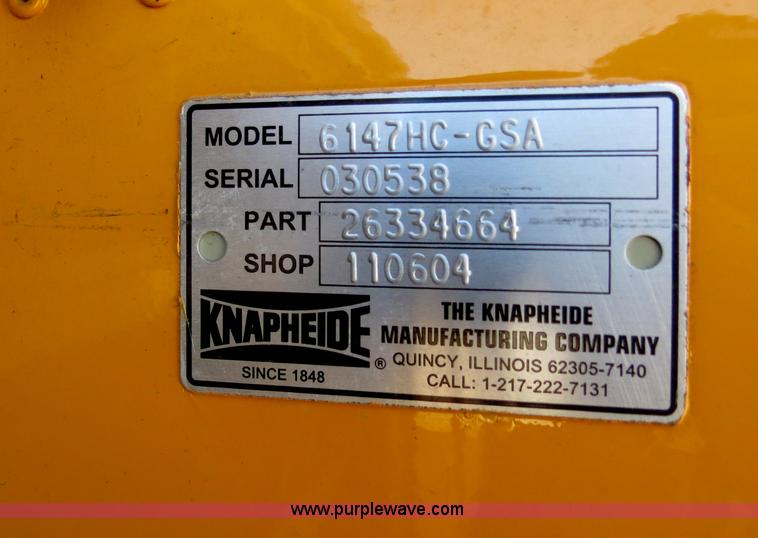 MODEL 6147HC-GSA
SERIAL 030538
PART 26334664
SHOP 110604
KNAPHEIDE®
SINCE 1848
THE KNAPHEIDE
MANUFACTURING COMPANY
QUINCY, ILLINOIS 62305-7140
CALL: 1-217-222-7131
www.purplewave.com